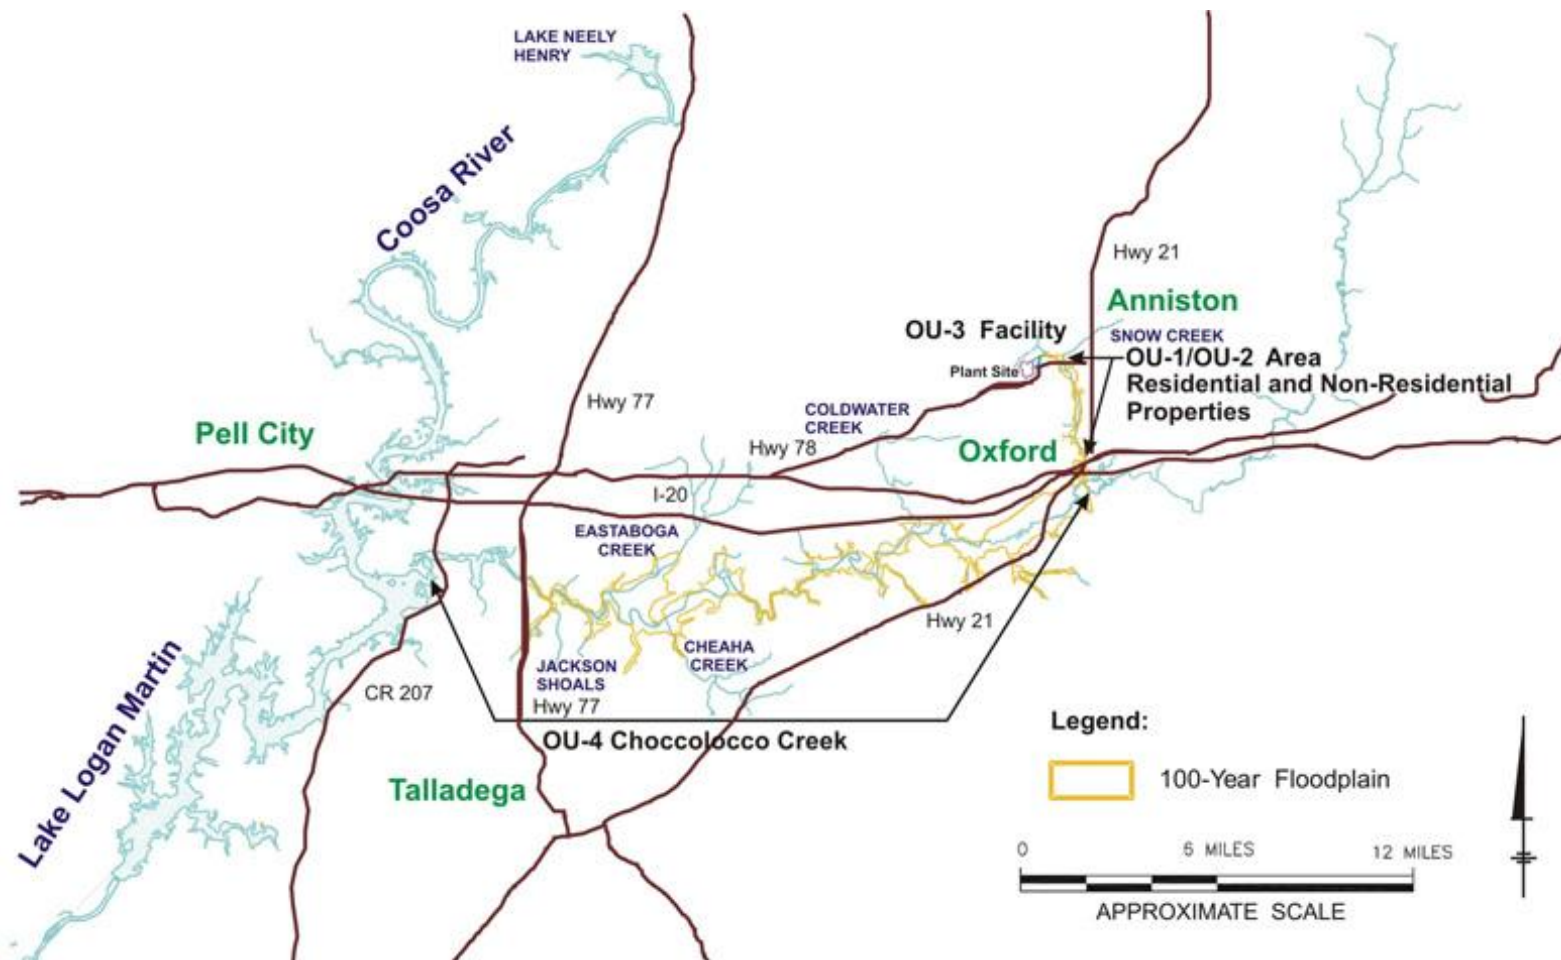 LAKE NEELY
HENRY
Coosa River
Hwy 21
Anniston
OU-3 Facility
SNOW CREEK
OU-1/OU-2 Area
Plant Site
Residential and Non-Residential
Properties
Hwy 77
COLDWATER
CREEK
Pell City
Hwy 78
Oxford
I-20
EASTABOGA
CREEK
Hwy 21
CHEAHA
CREEK
JACKSON
SHOALS
Lake Logan Martin
CR 207
Hwy 77
OU-4 Choccolocco Creek
Talladega
Legend:
100-Year Floodplain
0 6 MILES 12 MILES
APPROXIMATE SCALE